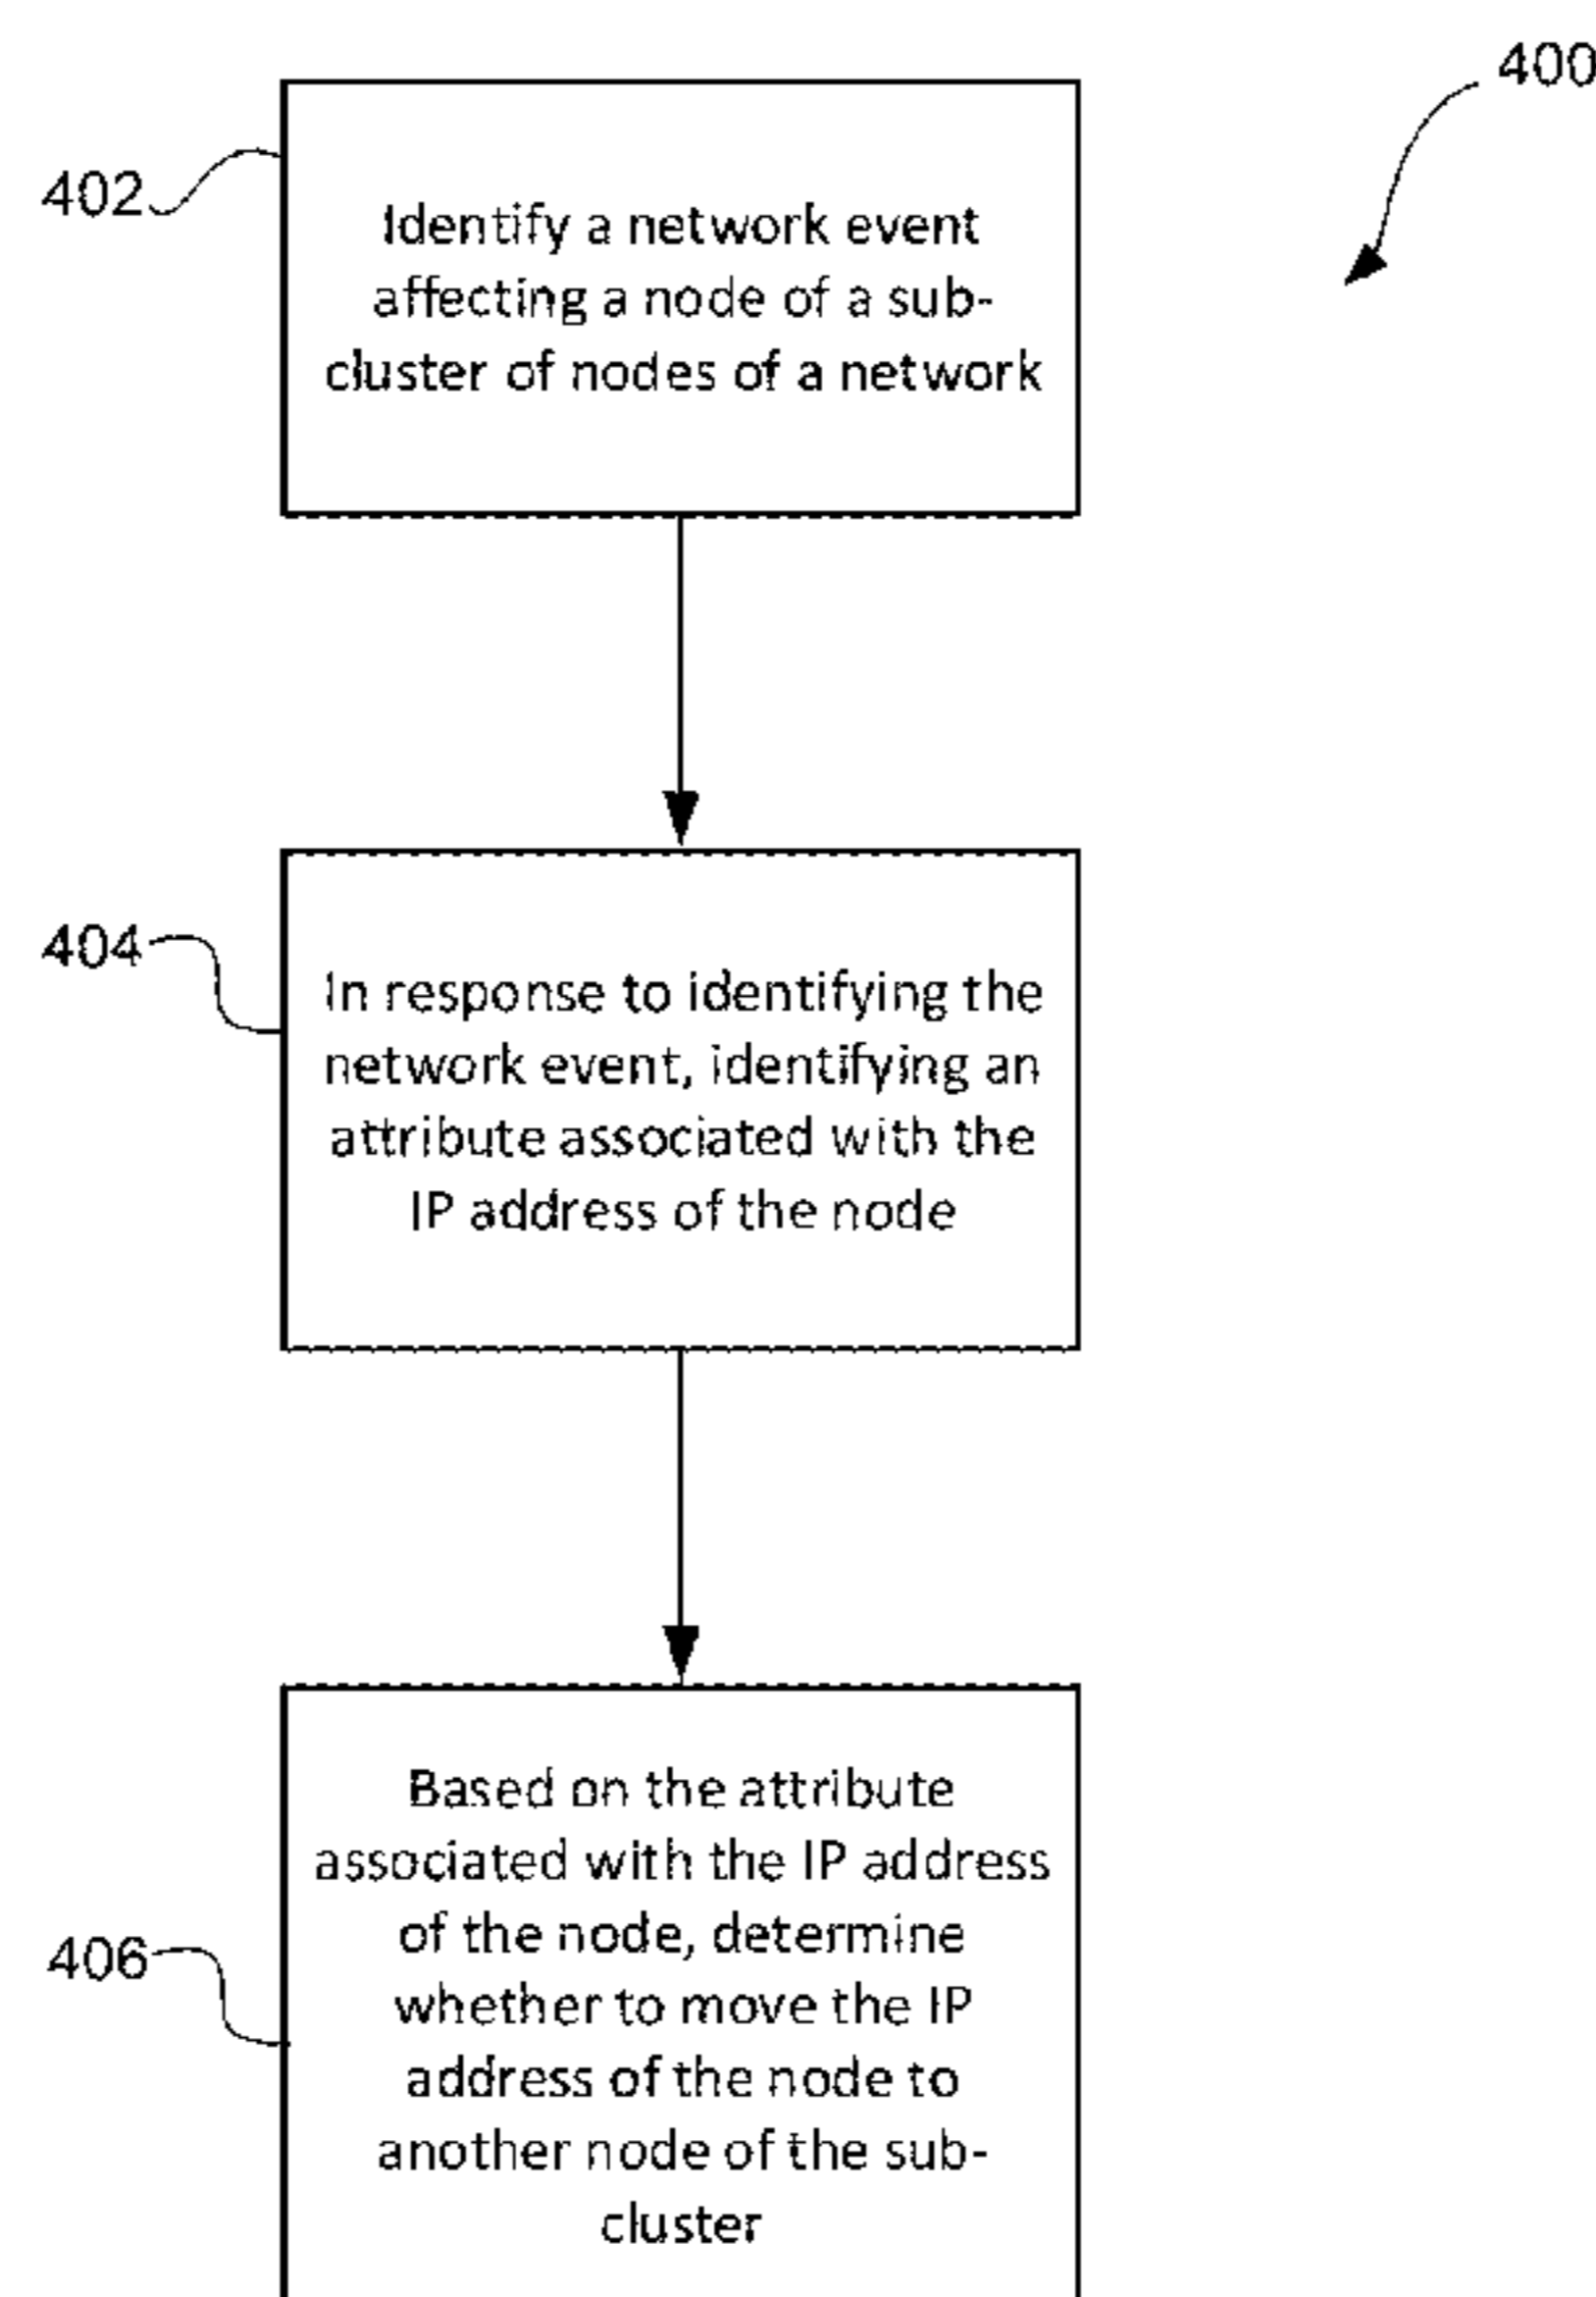 400
402
Identify a network event
affecting a node of a sub-
cluster of nodes of a network
404
In response to identifying the
network event, identifying an
attribute associated with the
IP address of the node
406
Based on the attribute
associated with the IP address
of the node, determine
whether to move the IP
address of the node to
another node of the sub-
cluster